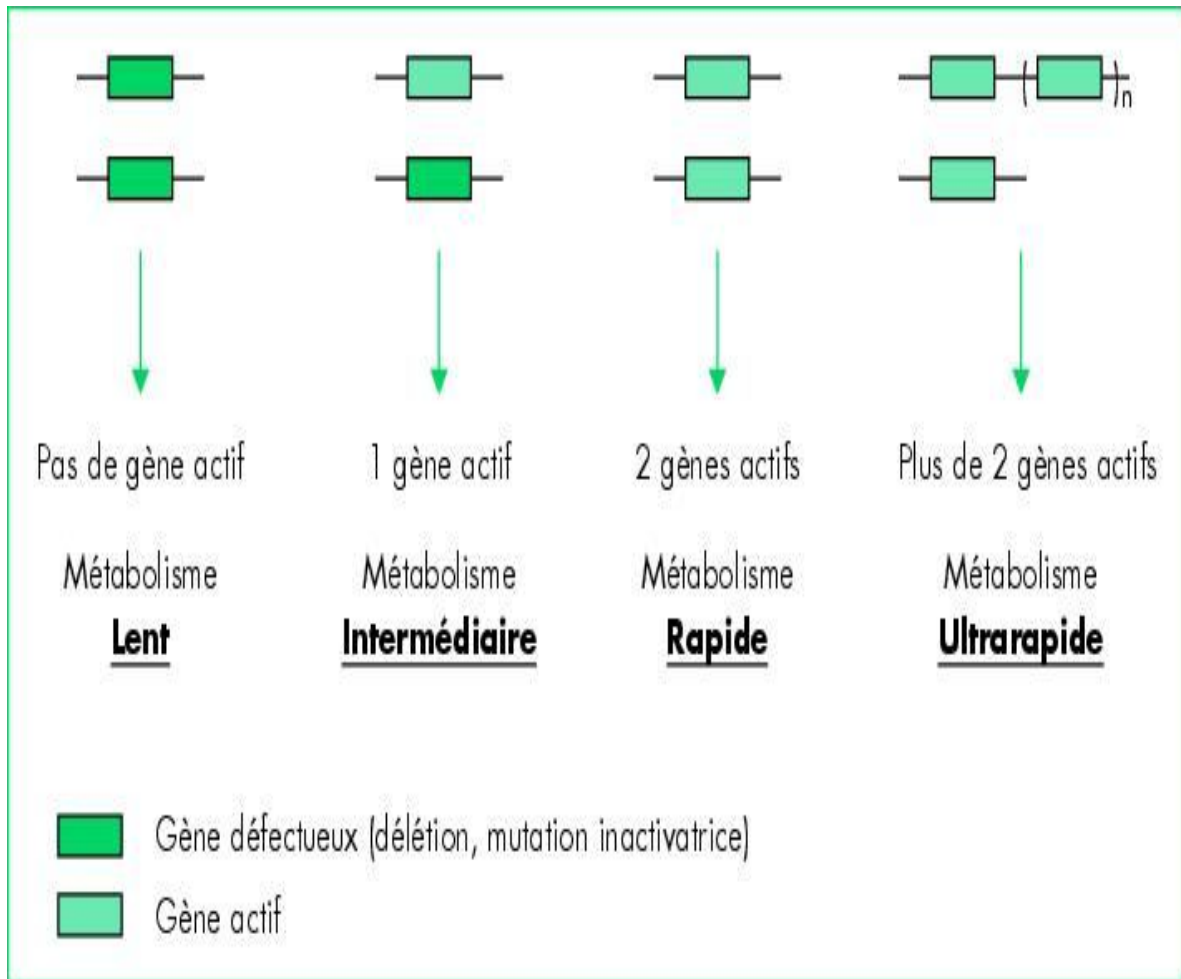 ( )n
Pas de gène actif
1 gène actif
2 gènes actifs
Plus de 2 gènes actifs
Métabolisme
Lent
Métabolisme
Intermédiaire
Métabolisme
Rapide
Métabolisme
Ultrarapide
Gène défectueux (délétion, mutation inactivatrice)
Gène actif